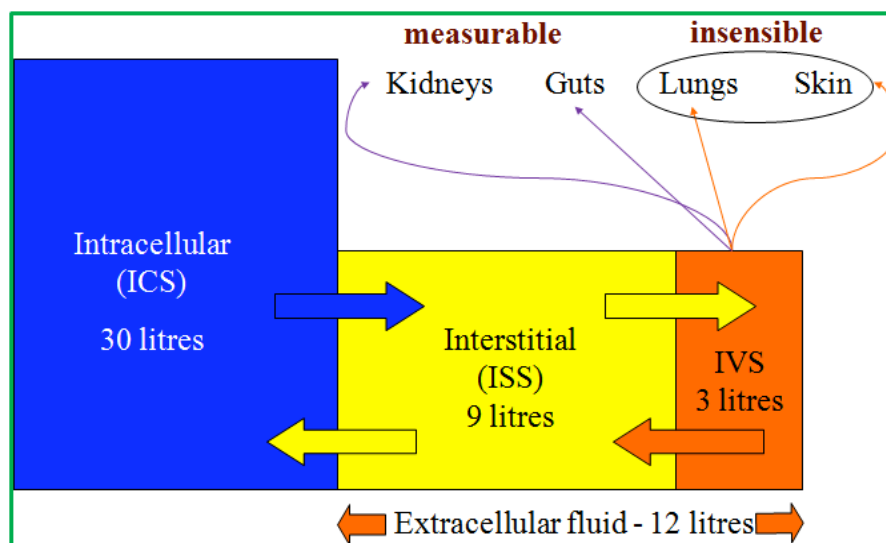 measurable insensible
Kidneys Guts Lungs Skin
Intracellular
(ICS)
30 litres
Interstitial
(ISS)
9 litres
IVS
3 litres
Extracellular fluid - 12 litres